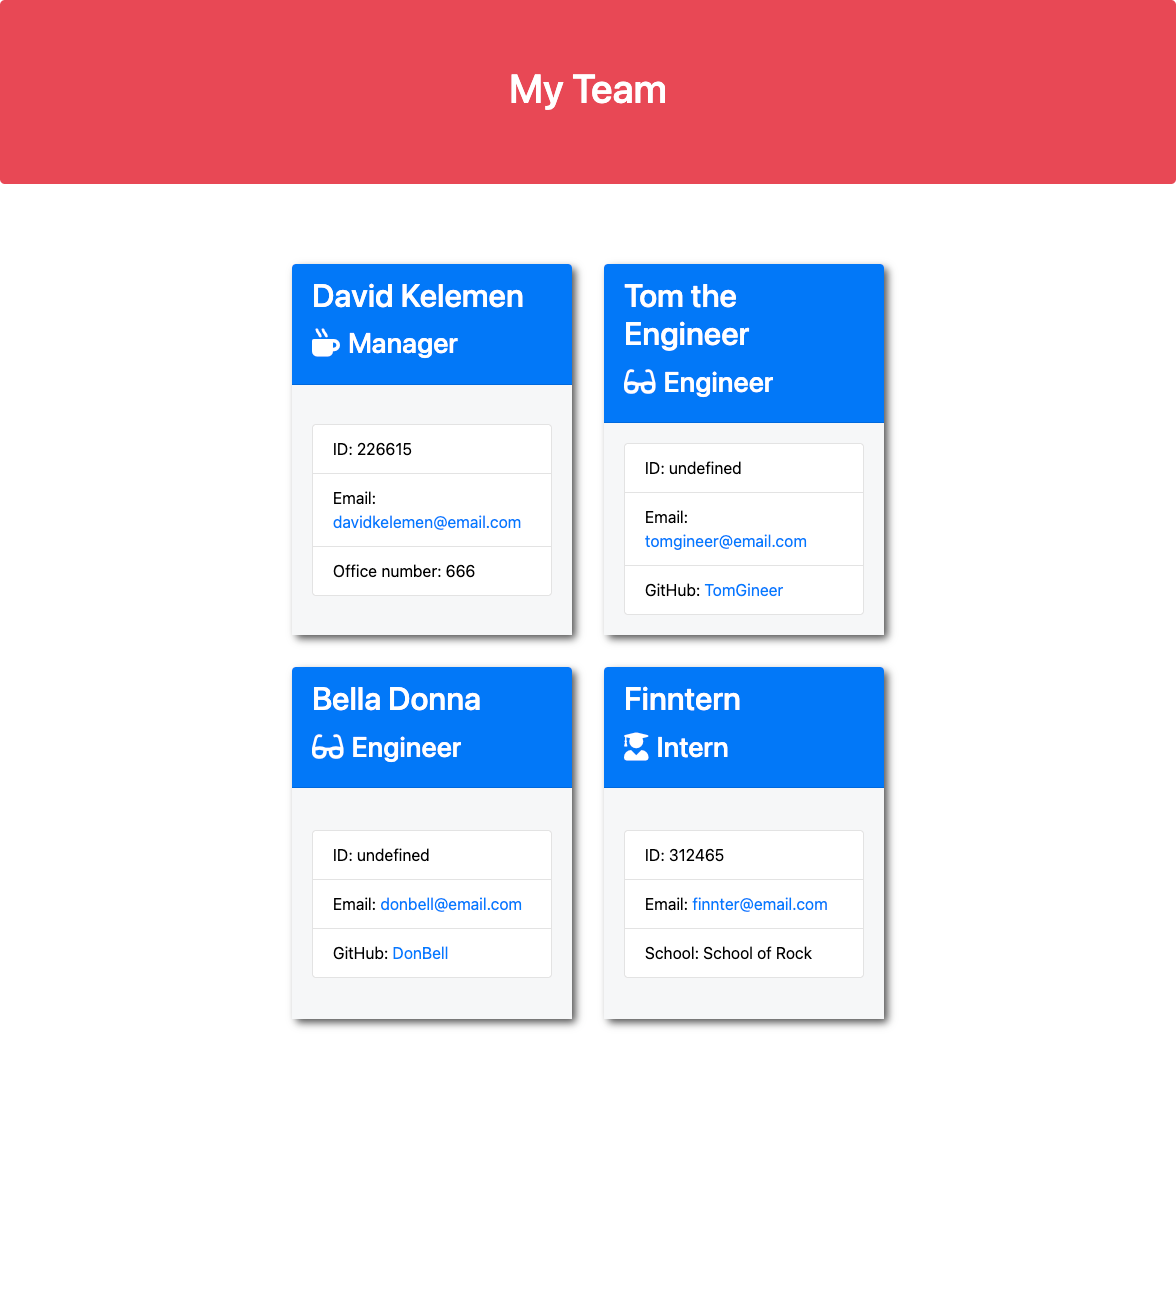 My Team
David Kelemen
Manager
ID: 226615
Email:
davidkelemen@email.com
Office number: 666
Tom the
Engineer
Engineer
ID: undefined
Email:
tomgineer@email.com
GitHub: TomGineer
Bella Donna
Engineer
ID: undefined
Email: donbell@email.com
GitHub: DonBell
Finntern
Intern
ID: 312465
Email: finnter@email.com
School: School of Rock